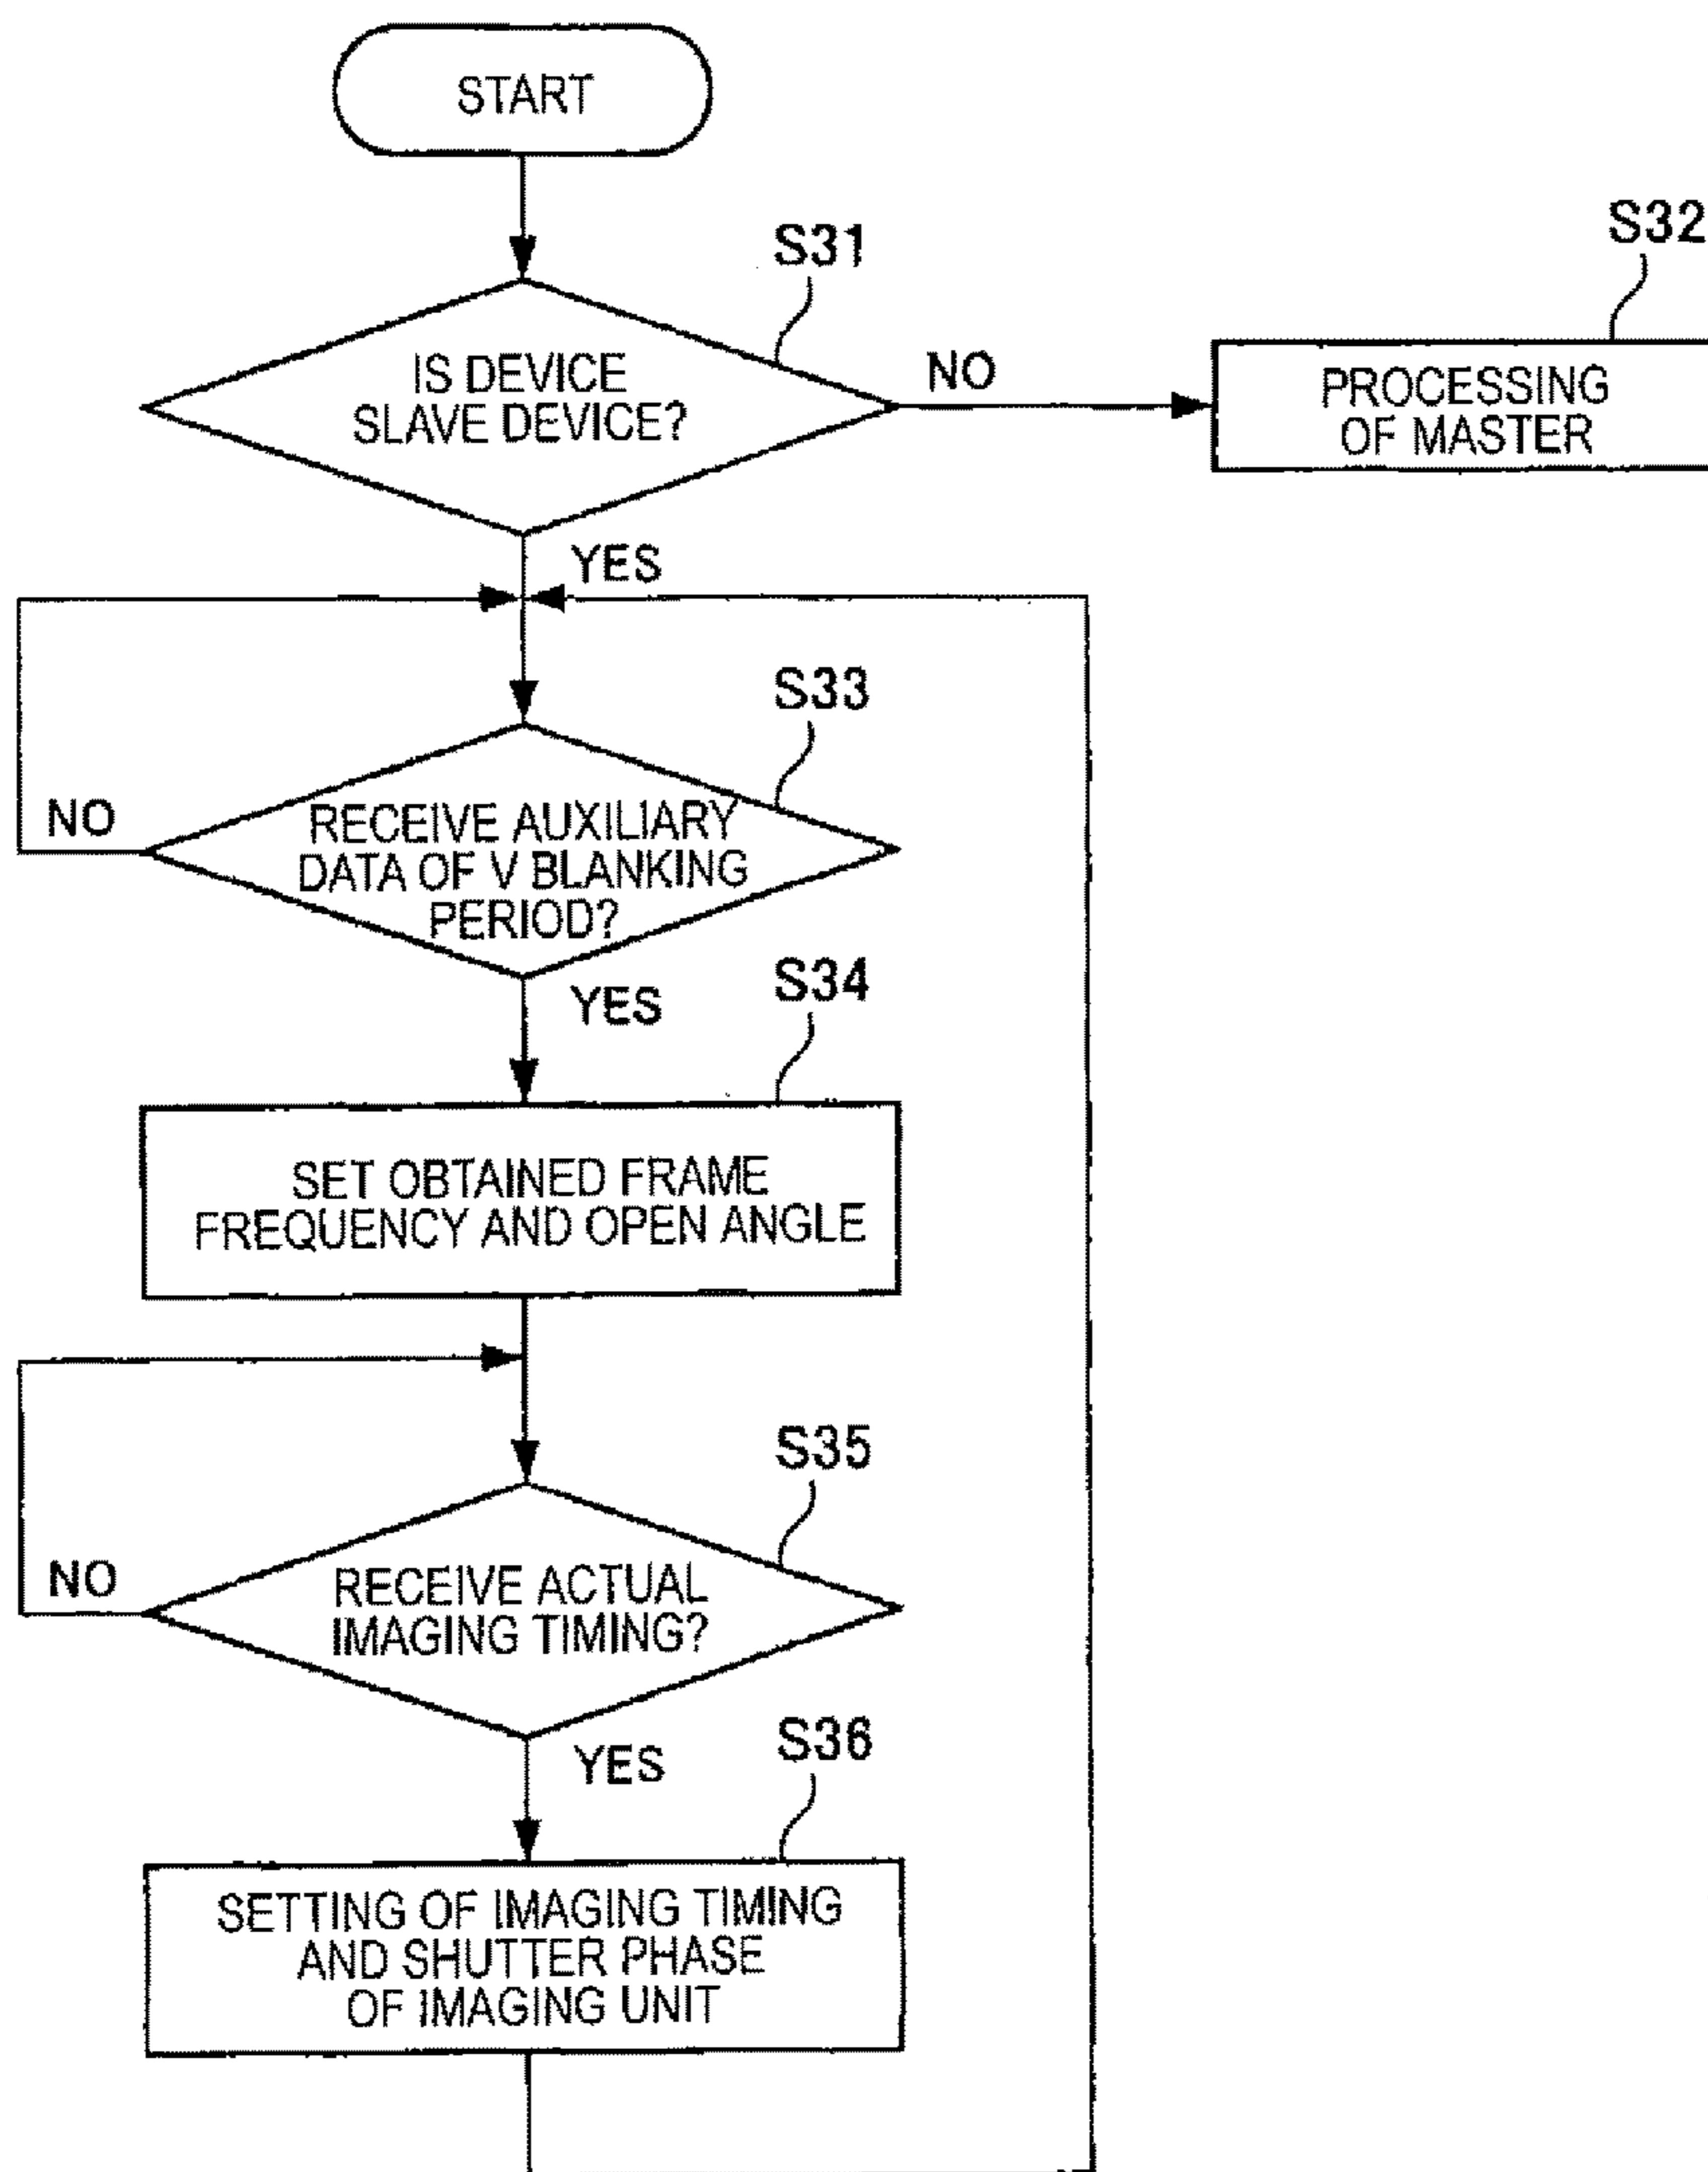 START
S31
S32
IS DEVICE
SLAVE DEVICE?
NO
PROCESSING
OF MASTER
YES
S33
NO
RECEIVE AUXILIARY
DATA OF V BLANKING
PERIOD?
YES
S34
SET OBTAINED FRAME
FREQUENCY AND OPEN ANGLE
S35
NO
RECEIVE ACTUAL
IMAGING TIMING?
YES
S36
SETTING OF IMAGING TIMING
AND SHUTTER PHASE
OF IMAGING UNIT